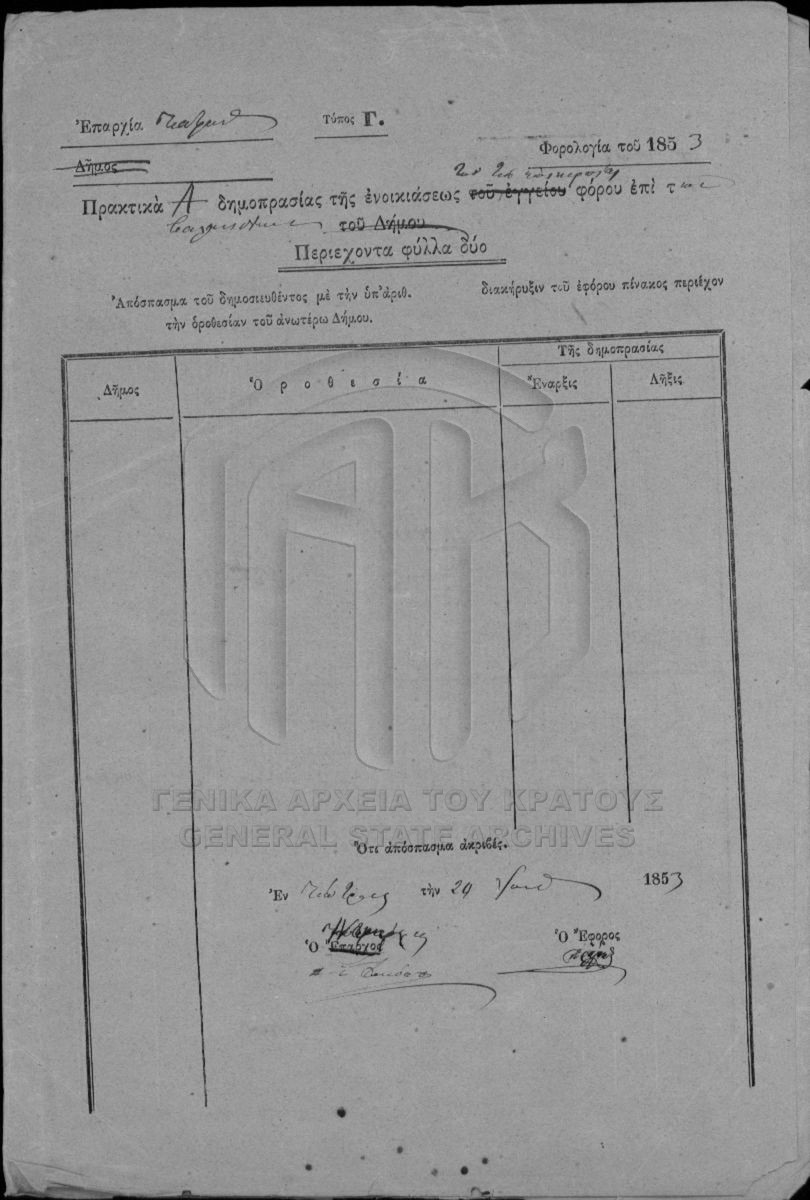 Ἐπαρχία
Τύπος Γ.
Δῆμος
Φορολογία τοῦ 1853
Πρακτικὰ Α δημοπρασίας τῆς ἐνοικιάσεως τοῦ ἐγγείου φόρου ἐπὶ τ
τοῦ Δήμου
Περιεχοντα φύλλα δύο
Ἀπόσπασμα τοῦ δημοσιευθέντος μὲ τὴν ὑπ' ἀριθ. διακήρυξιν τοῦ ἐφόρου πίνακος περιέχον
τὴν ὁροθεσίαν τοῦ ἀνωτέρω Δήμου.
Δῆμος
Ὁροθεσία
Τῆς δημοπρασίας
Ἔναρξις
Λῆξις
ΓΕΝΙΚΑ ΑΡΧΕΙΑ ΤΟΥ ΚΡΑΤΟΥΣ
GENERAL STATE ARCHIVES
Ὅτι ἀπόσπασμα ἀκριβές.
Ἐν τὴν 24 1853
Ὁ Ἔπαρχος
Ὁ Ἔφορος